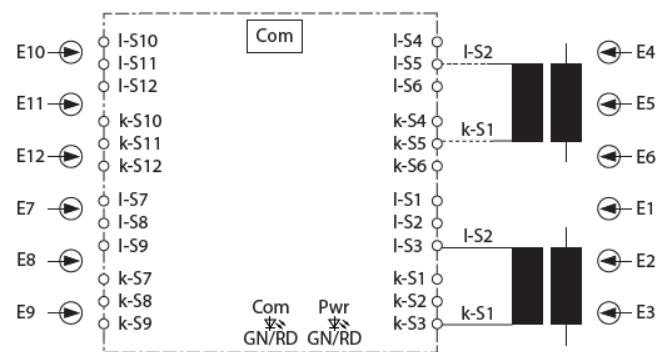 Com
E10
E11
E12
E7
E8
E9
l-S10
l-S11
l-S12
k-S10
k-S11
k-S12
l-S7
l-S8
l-S9
k-S7
k-S8
k-S9
Com Pwr
GN/RD GN/RD
l-S4
l-S5
l-S6
k-S4
k-S5
k-S6
l-S1
l-S2
l-S3
k-S1
k-S2
k-S3
l-S2
k-S1
l-S2
k-S1
E4
E5
E6
E1
E2
E3